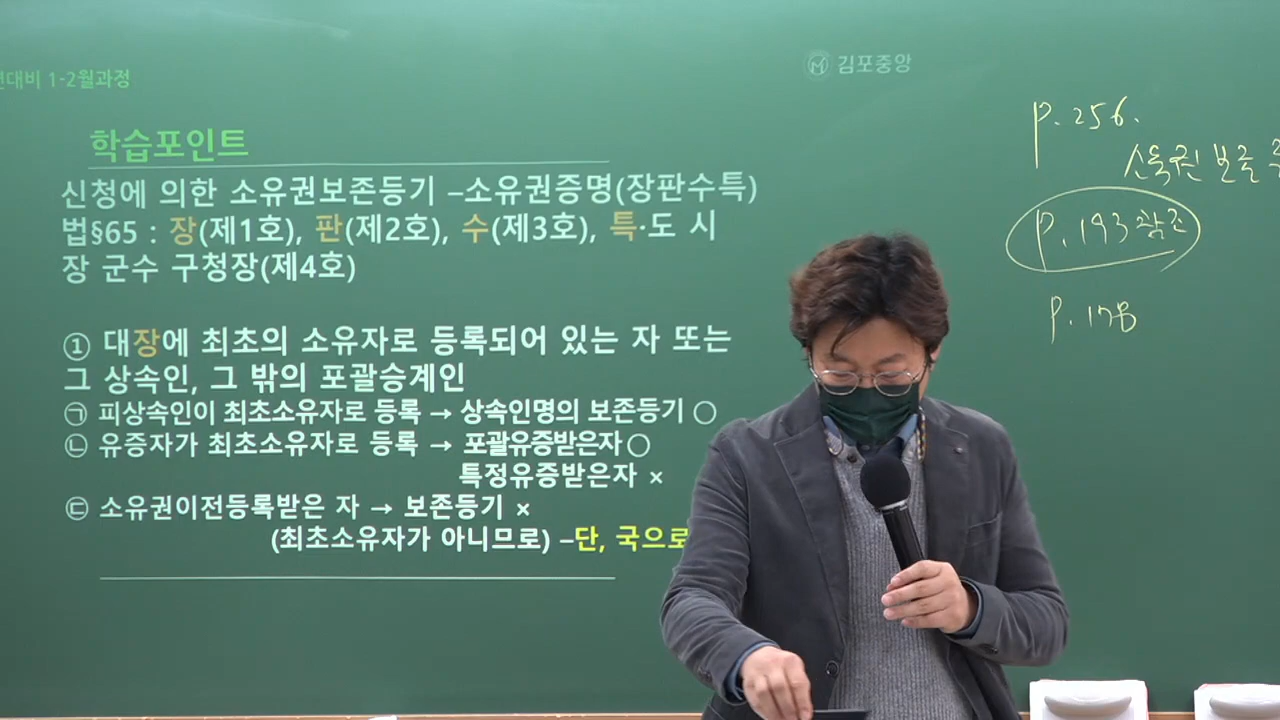 년대비 1-2월과정
김포중앙
학습포인트
신청에 의한 소유권보존등기 –소유권증명(장판수특)
법§65 : 장(제1호), 판(제2호), 수(제3호), 특·도 시
장 군수 구청장(제4호)
① 대장에 최초의 소유자로 등록되어 있는 자 또는
그 상속인, 그 밖의 포괄승계인
㉠ 피상속인이 최초소유자로 등록 → 상속인명의 보존등기 ○
㉡ 유증자가 최초소유자로 등록 → 포괄유증받은자 ○
특정유증받은자 ×
㉢ 소유권이전등록받은 자 → 보존등기 ×
(최초소유자가 아니므로) –단, 국으로
p. 256.
소유권 보존
p. 193 참조
p. 178